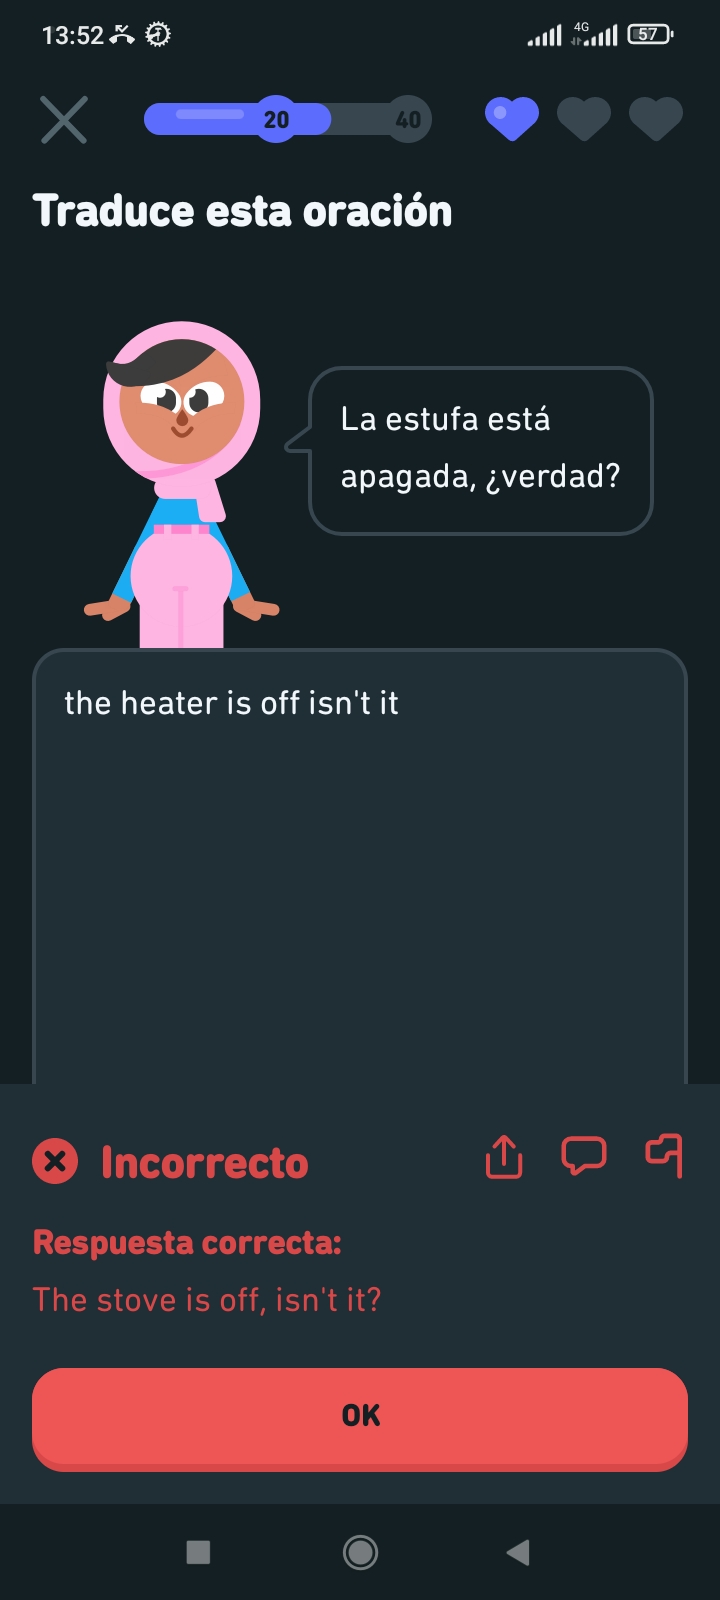 13:52
4G
57
20
40
Traduce esta oración
La estufa está
apagada, ¿verdad?
the heater is off isn't it
Incorrecto
Respuesta correcta:
The stove is off, isn't it?
OK